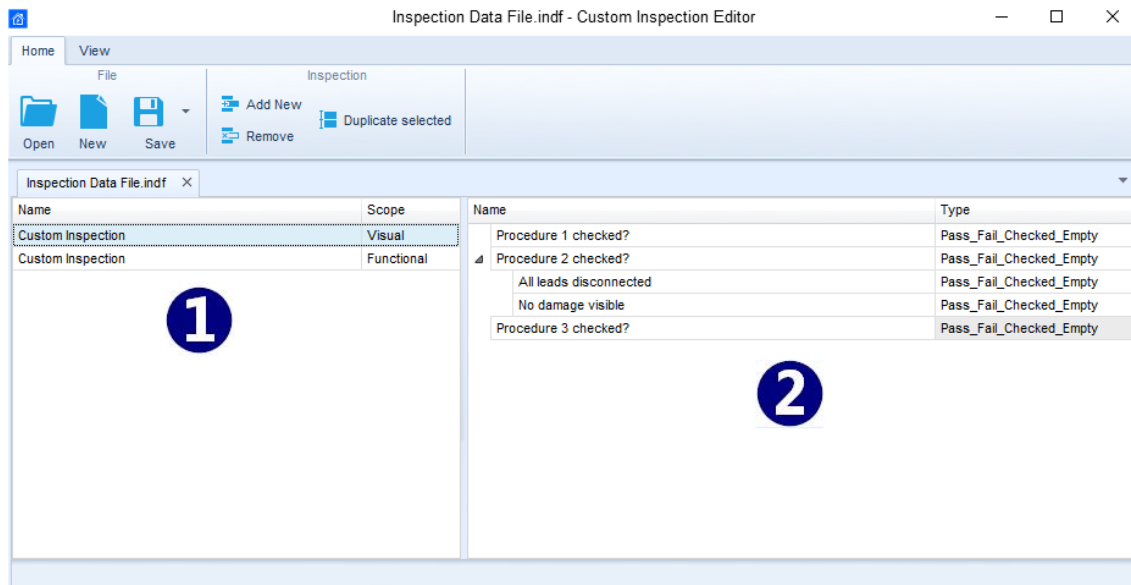 Inspection Data File.indf - Custom Inspection Editor
Home View
File Inspection
Open New Save
Add New
Remove
Duplicate selected
Inspection Data File.indf
Name Scope
Custom Inspection Visual
Custom Inspection Functional
1
Name Type
Procedure 1 checked? Pass_Fail_Checked_Empty
Procedure 2 checked? Pass_Fail_Checked_Empty
All leads disconnected Pass_Fail_Checked_Empty
No damage visible Pass_Fail_Checked_Empty
Procedure 3 checked? Pass_Fail_Checked_Empty
2